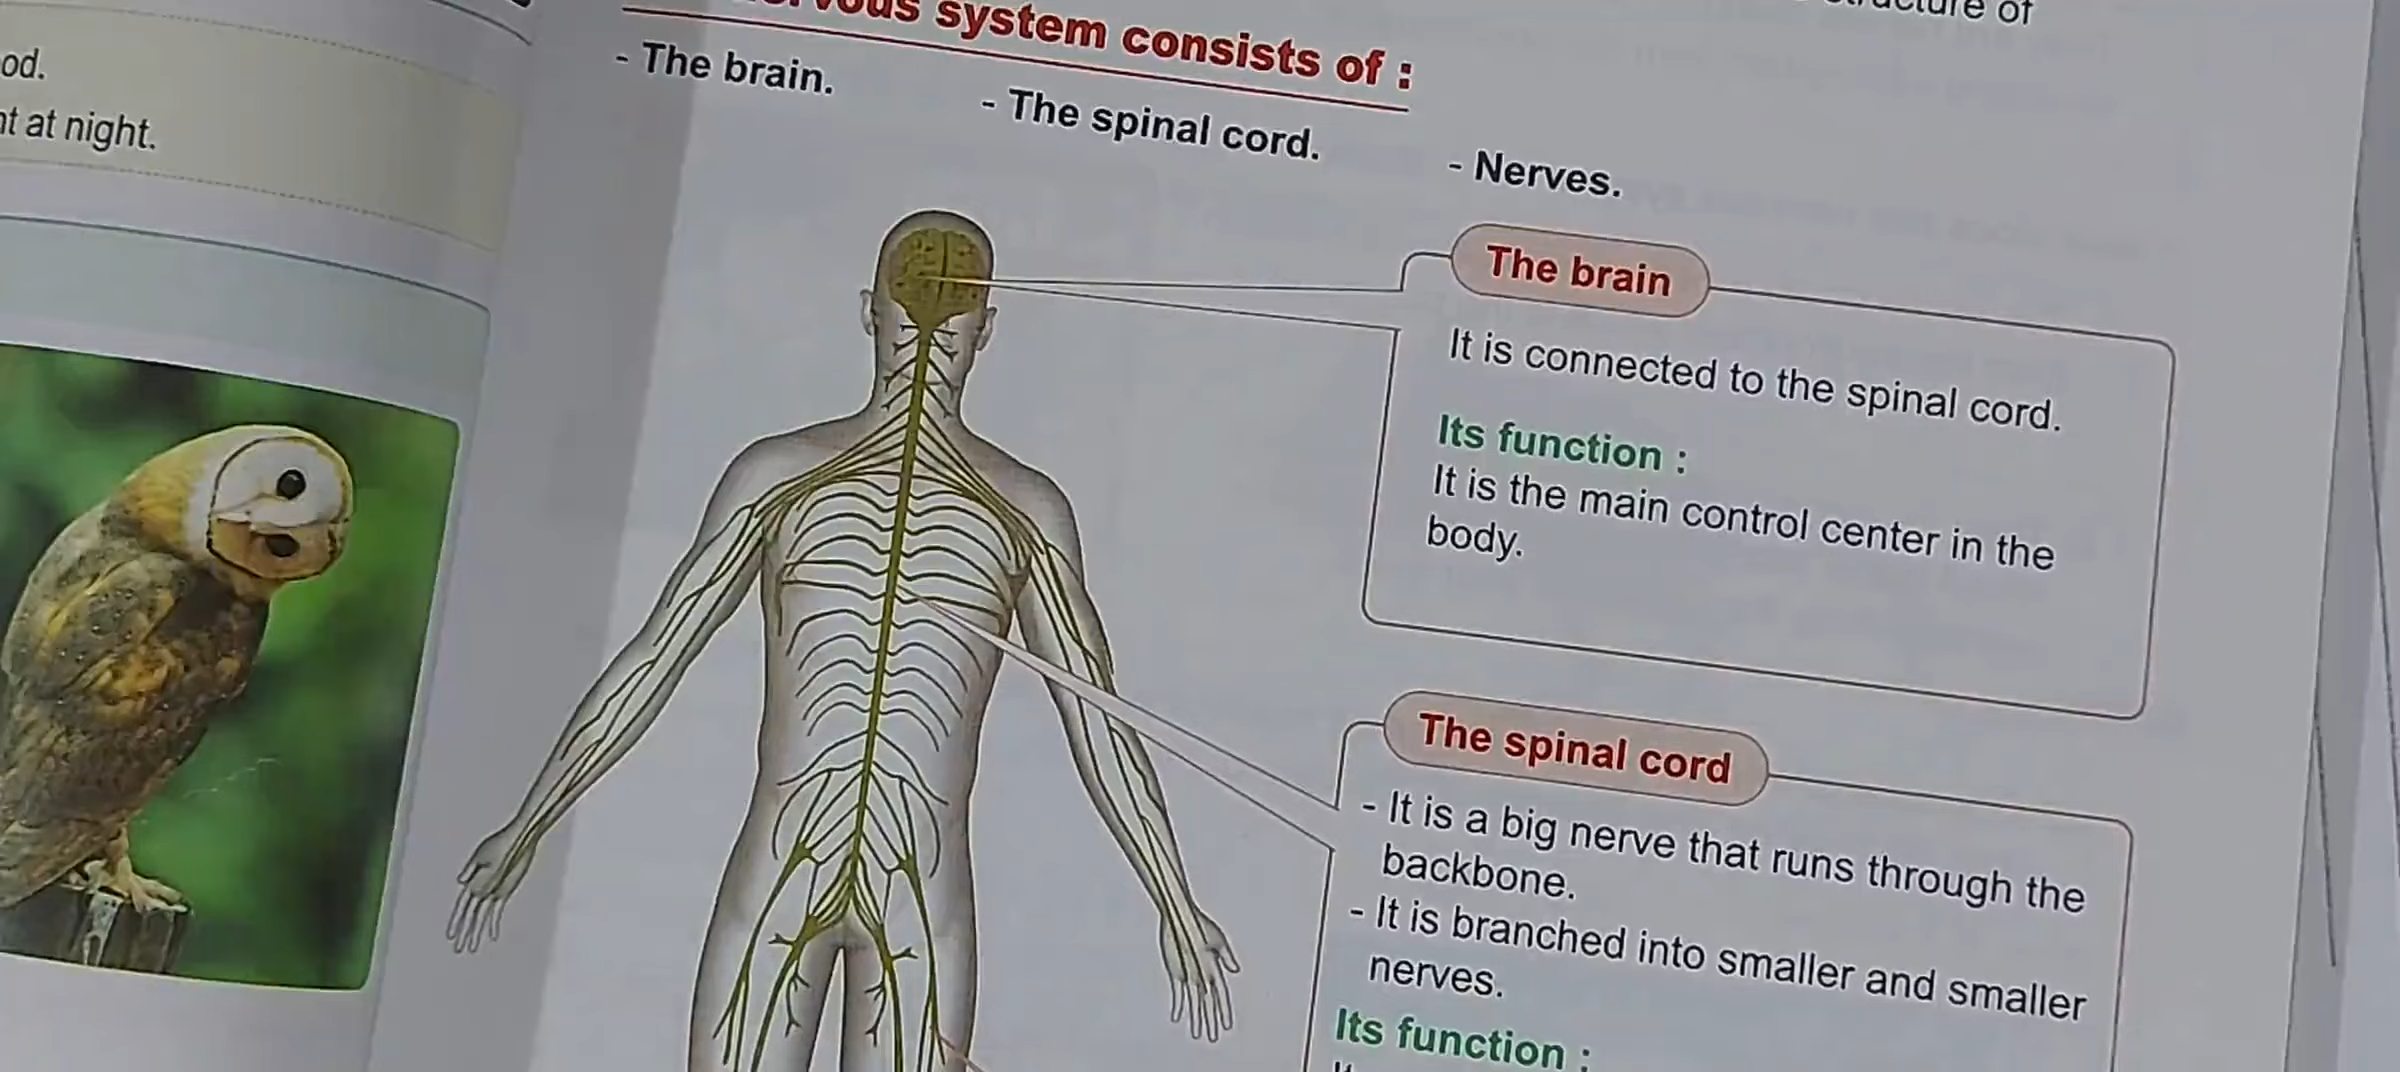 od.
at night.
system consists of :
- The brain.
- The spinal cord.
- Nerves.
of
The brain
It is connected to the spinal cord.
Its function :
It is the main control center in the
body.
The spinal cord
- It is a big nerve that runs through the
backbone.
- It is branched into smaller and smaller
nerves.
Its function :